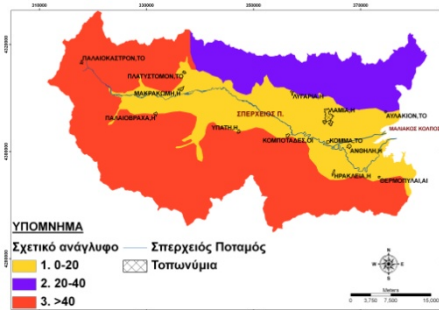 310000 330000 350000 370000
ΠΑΛΑΙΟΚΑΣΤΡΟΝ,ΤΟ
ΠΛΑΤΥΣΤΟΜΟΝ,ΤΟ
ΜΑΚΡΑΚΩΜΗ,Η
ΛΥΓΑΡΙΑ,Η
ΛΑΜΙΑ,Η
ΠΑΛΑΙΟΒΡΑΧΑ,Η
ΣΠΕΡΧΕΙΟΣ Π.
ΑΥΛΑΚΙΟΝ,ΤΟ
ΜΑΛΙΑΚΟΣ ΚΟΛΠΟΣ
ΥΠΑΤΗ,Η
ΚΟΜΠΟΤΑΔΕΣ,ΟΙ
ΚΟΜΜΑ,ΤΟ
ΑΝΘΗΛΗ,Η
ΗΡΑΚΛΕΙΑ,Η
ΘΕΡΜΟΠΥΛΑΙ,ΑΙ
ΥΠΟΜΝΗΜΑ
Σχετικό ανάγλυφο
Σπερχειός Ποταμός
1. 0-20
Τοπωνύμια
2. 20-40
3. >40
N
W E
S
Meters
0 3,750 7,500 15,000